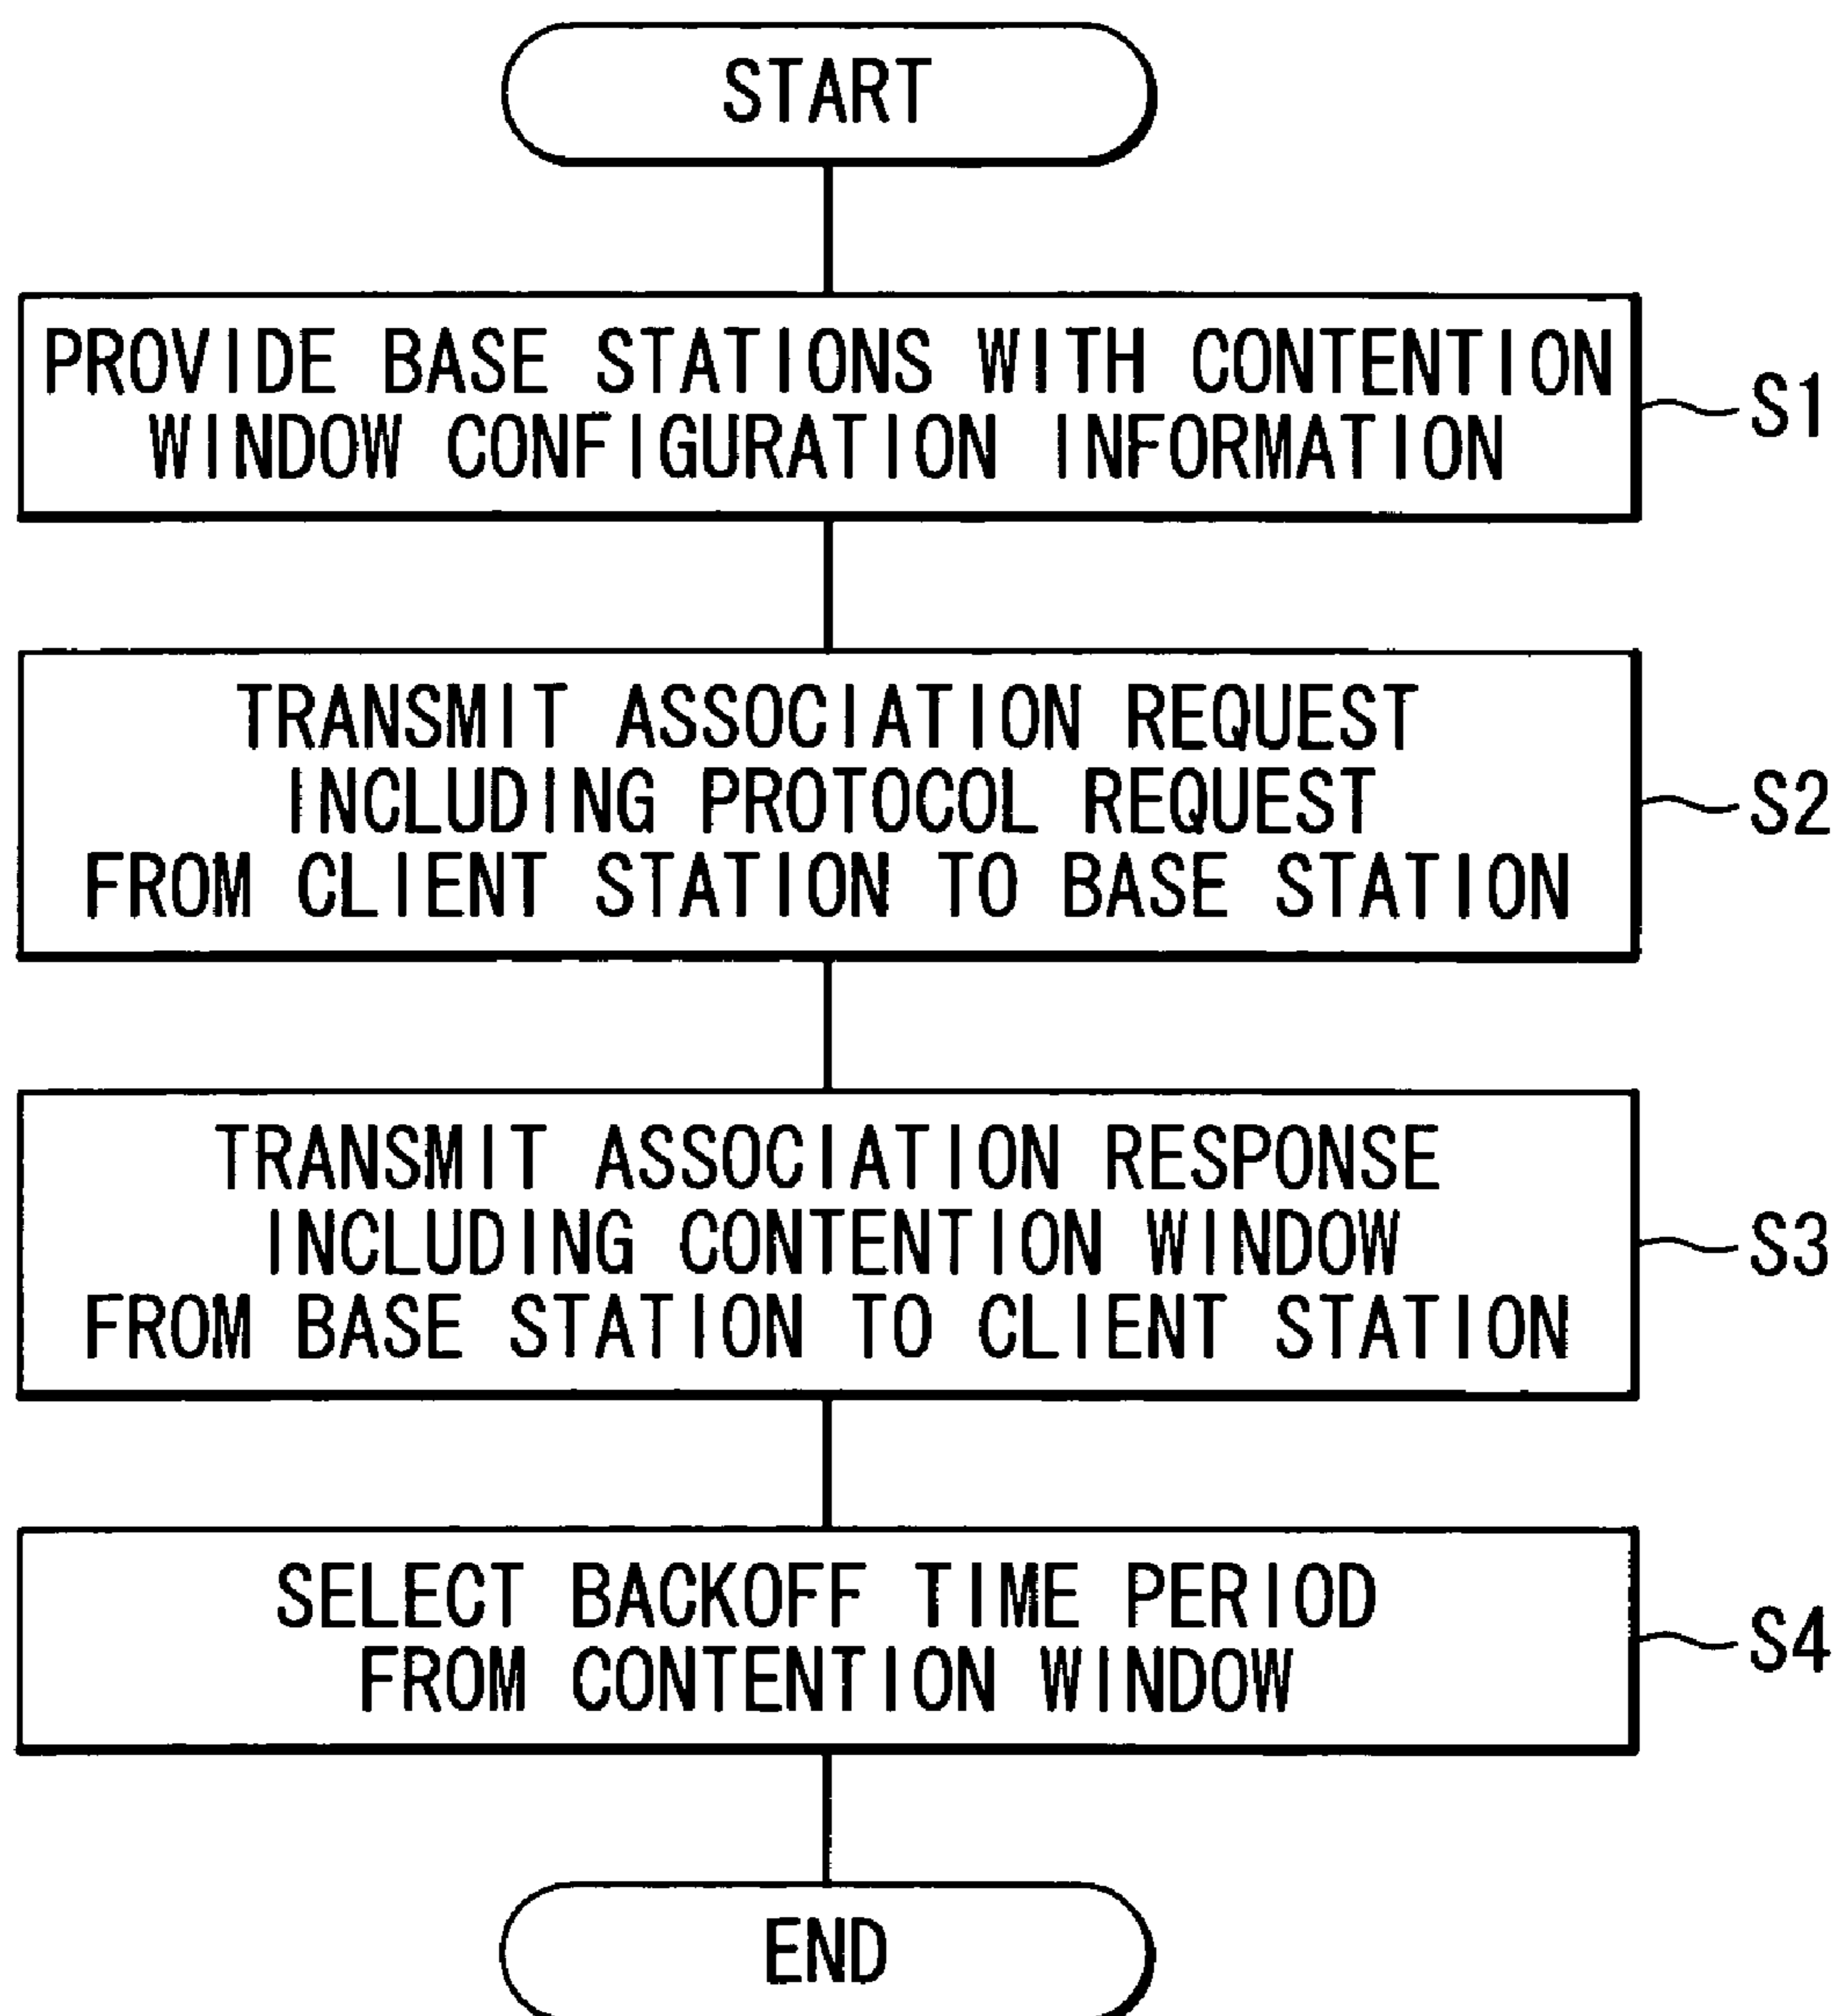 START
PROVIDE BASE STATIONS WITH CONTENTION
WINDOW CONFIGURATION INFORMATION
S1
TRANSMIT ASSOCIATION REQUEST
INCLUDING PROTOCOL REQUEST
FROM CLIENT STATION TO BASE STATION
S2
TRANSMIT ASSOCIATION RESPONSE
INCLUDING CONTENTION WINDOW
FROM BASE STATION TO CLIENT STATION
S3
SELECT BACKOFF TIME PERIOD
FROM CONTENTION WINDOW
S4
END